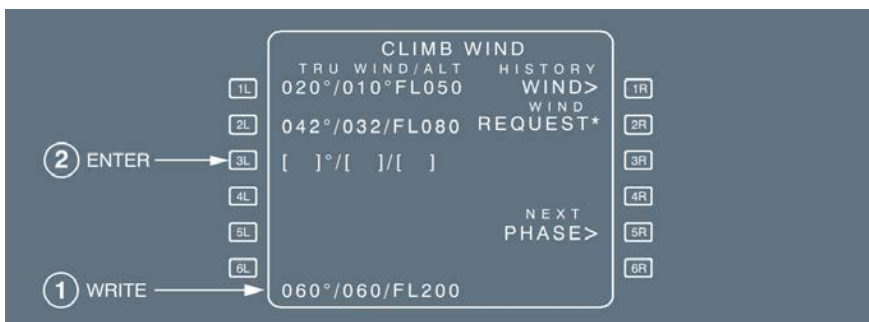 CLIMB WIND
TRU WIND/ALT HISTORY
1L 020°/010°FL050 WIND> 1R
WIND
2L 042°/032/FL080 REQUEST* 2R
2 ENTER 3L [ ]°/[ ]/[ ] 3R
4L 4R
NEXT
5L PHASE> 5R
6L 6R
1 WRITE 060°/060/FL200